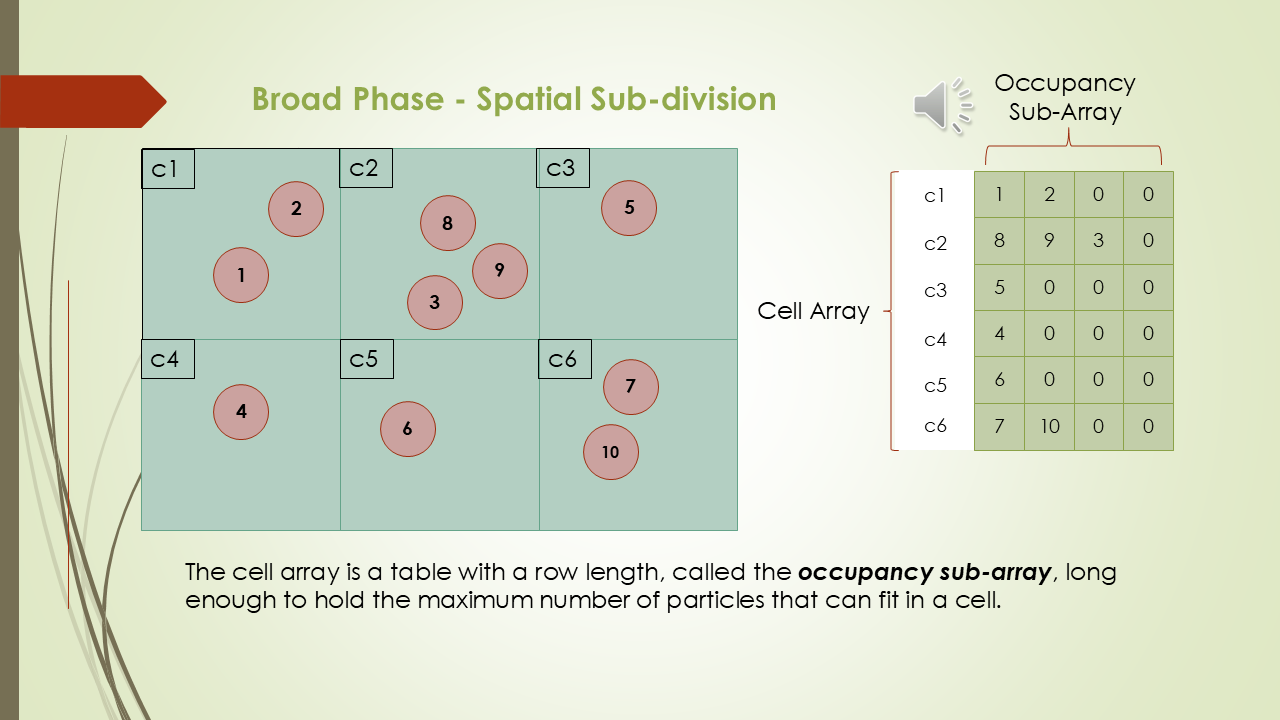 Broad Phase - Spatial Sub-division
Occupancy
Sub-Array
c1
c2
c3
2
8
5
1
9
3
c4
c5
c6
4
6
7
10
Cell Array
c1 1 2 0 0
c2 8 9 3 0
c3 5 0 0 0
c4 4 0 0 0
c5 6 0 0 0
c6 7 10 0 0
The cell array is a table with a row length, called the occupancy sub-array, long
enough to hold the maximum number of particles that can fit in a cell.